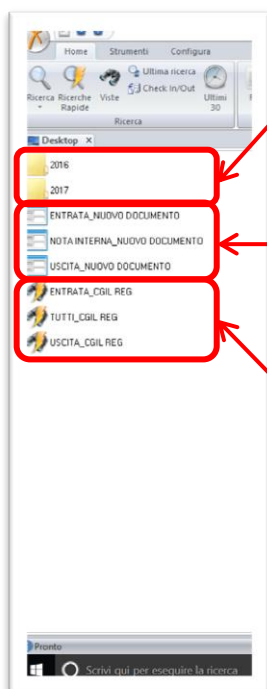 Home Strumenti Configura
Ricerca
Ricerche Rapide
Viste
Ultima ricerca
Check In/Out
Ultimi 30
Ricerca
Desktop X
2016
2017
ENTRATA_NUOVO DOCUMENTO
NOTA INTERNA_NUOVO DOCUMENTO
USCITA_NUOVO DOCUMENTO
ENTRATA_CGIL REG
TUTTI_CGIL REG
USCITA_CGIL REG
Pronto
Scrivi qui per eseguire la ricerca